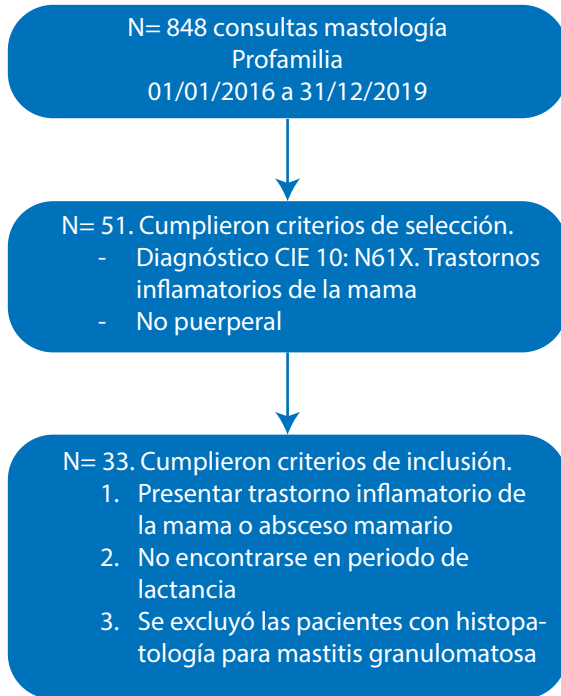 N= 848 consultas mastología
Profamilia
01/01/2016 a 31/12/2019
N= 51. Cumplieron criterios de selección.
- Diagnóstico CIE 10: N61X. Trastornos
inflamatorios de la mama
- No puerperal
N= 33. Cumplieron criterios de inclusión.
1. Presentar trastorno inflamatorio de
la mama o absceso mamario
2. No encontrarse en periodo de
lactancia
3. Se excluyó las pacientes con histopa-
tología para mastitis granulomatosa